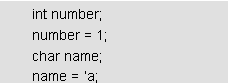 int number;
number = 1;
char name;
name = 'a;